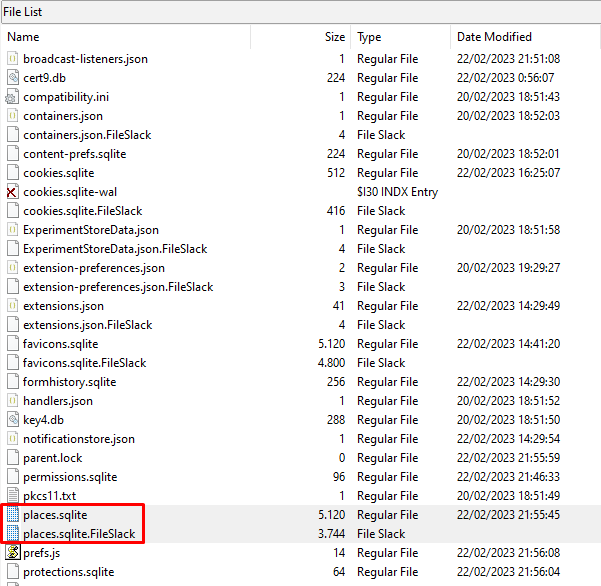 File List
Name Size Type Date Modified
broadcast-listeners.json 1 Regular File 22/02/2023 21:51:08
cert9.db 224 Regular File 22/02/2023 0:56:07
compatibility.ini 1 Regular File 20/02/2023 18:51:43
containers.json 1 Regular File 20/02/2023 18:52:03
containers.json.FileSlack 4 File Slack
content-prefs.sqlite 224 Regular File 20/02/2023 18:52:01
cookies.sqlite 512 Regular File 22/02/2023 16:25:07
cookies.sqlite-wal $I30 INDX Entry
cookies.sqlite.FileSlack 416 File Slack
ExperimentStoreData.json 1 Regular File 20/02/2023 18:51:58
ExperimentStoreData.json.FileSlack 4 File Slack
extension-preferences.json 2 Regular File 20/02/2023 19:29:27
extension-preferences.json.FileSlack 3 File Slack
extensions.json 41 Regular File 22/02/2023 14:29:49
extensions.json.FileSlack 4 File Slack
favicons.sqlite 5.120 Regular File 22/02/2023 14:41:20
favicons.sqlite.FileSlack 4.800 File Slack
formhistory.sqlite 256 Regular File 22/02/2023 14:29:30
handlers.json 1 Regular File 20/02/2023 18:51:52
key4.db 288 Regular File 20/02/2023 18:51:50
notificationstore.json 1 Regular File 22/02/2023 14:29:54
parent.lock 0 Regular File 22/02/2023 21:55:59
permissions.sqlite 96 Regular File 22/02/2023 21:46:33
pkcs11.txt 1 Regular File 20/02/2023 18:51:49
places.sqlite 5.120 Regular File 22/02/2023 21:55:45
places.sqlite.FileSlack 3.744 File Slack
prefs.js 14 Regular File 22/02/2023 21:56:08
protections.sqlite 64 Regular File 22/02/2023 21:56:04